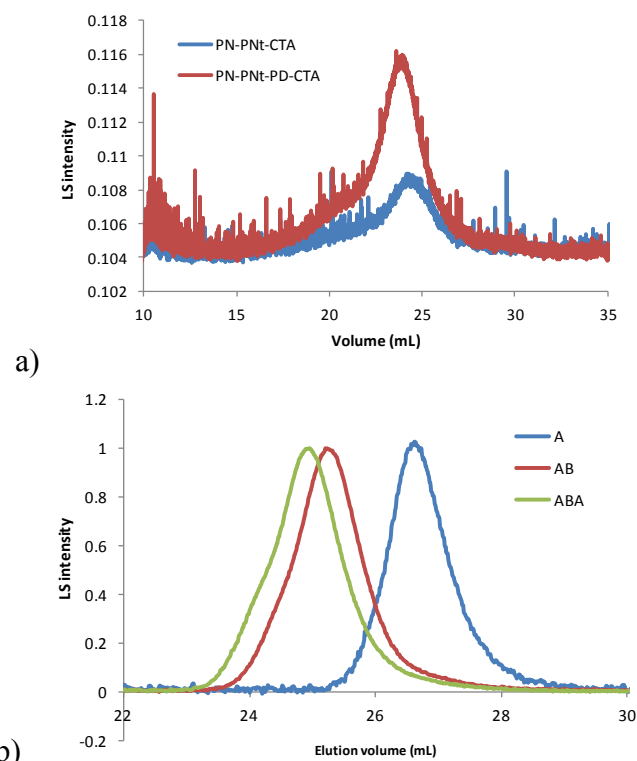 0.118
0.116
0.114
0.112
0.11
0.108
0.106
0.104
0.102
LS intensity
PN-PNt-CTA
PN-PNt-PD-CTA
10 15 20 25 30 35
Volume (mL)
a)
1.2
1
0.8
0.6
0.4
0.2
0
-0.2
LS intensity
A
AB
ABA
22 24 26 28 30
Elution volume (mL)
b)